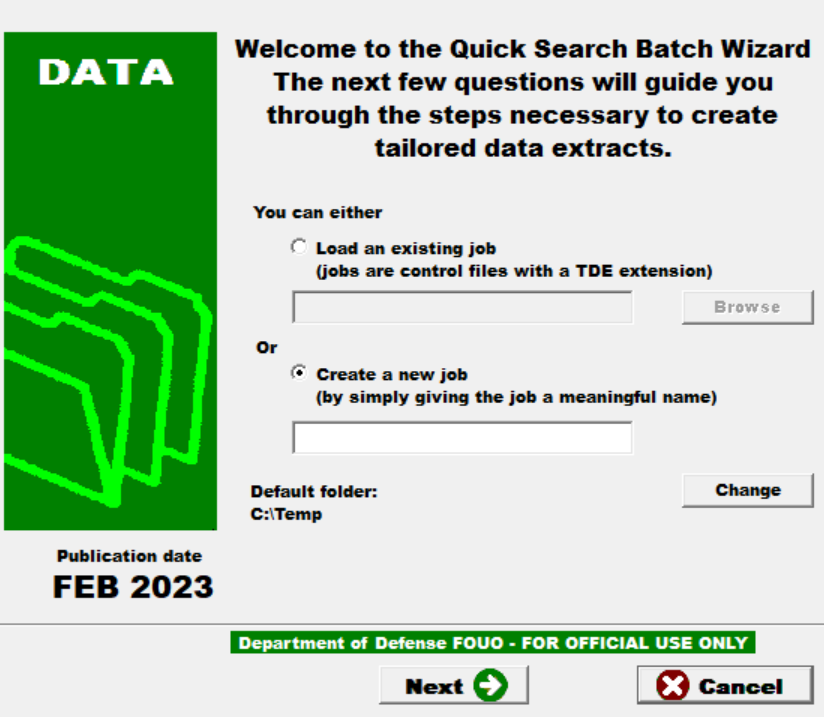 DATA
Welcome to the Quick Search Batch Wizard
The next few questions will guide you
through the steps necessary to create
tailored data extracts.
You can either
Load an existing job
(jobs are control files with a TDE extension)
Browse
Or
Create a new job
(by simply giving the job a meaningful name)
Default folder:
C:\Temp
Change
Publication date
FEB 2023
Department of Defense FOUO - FOR OFFICIAL USE ONLY
Next
Cancel